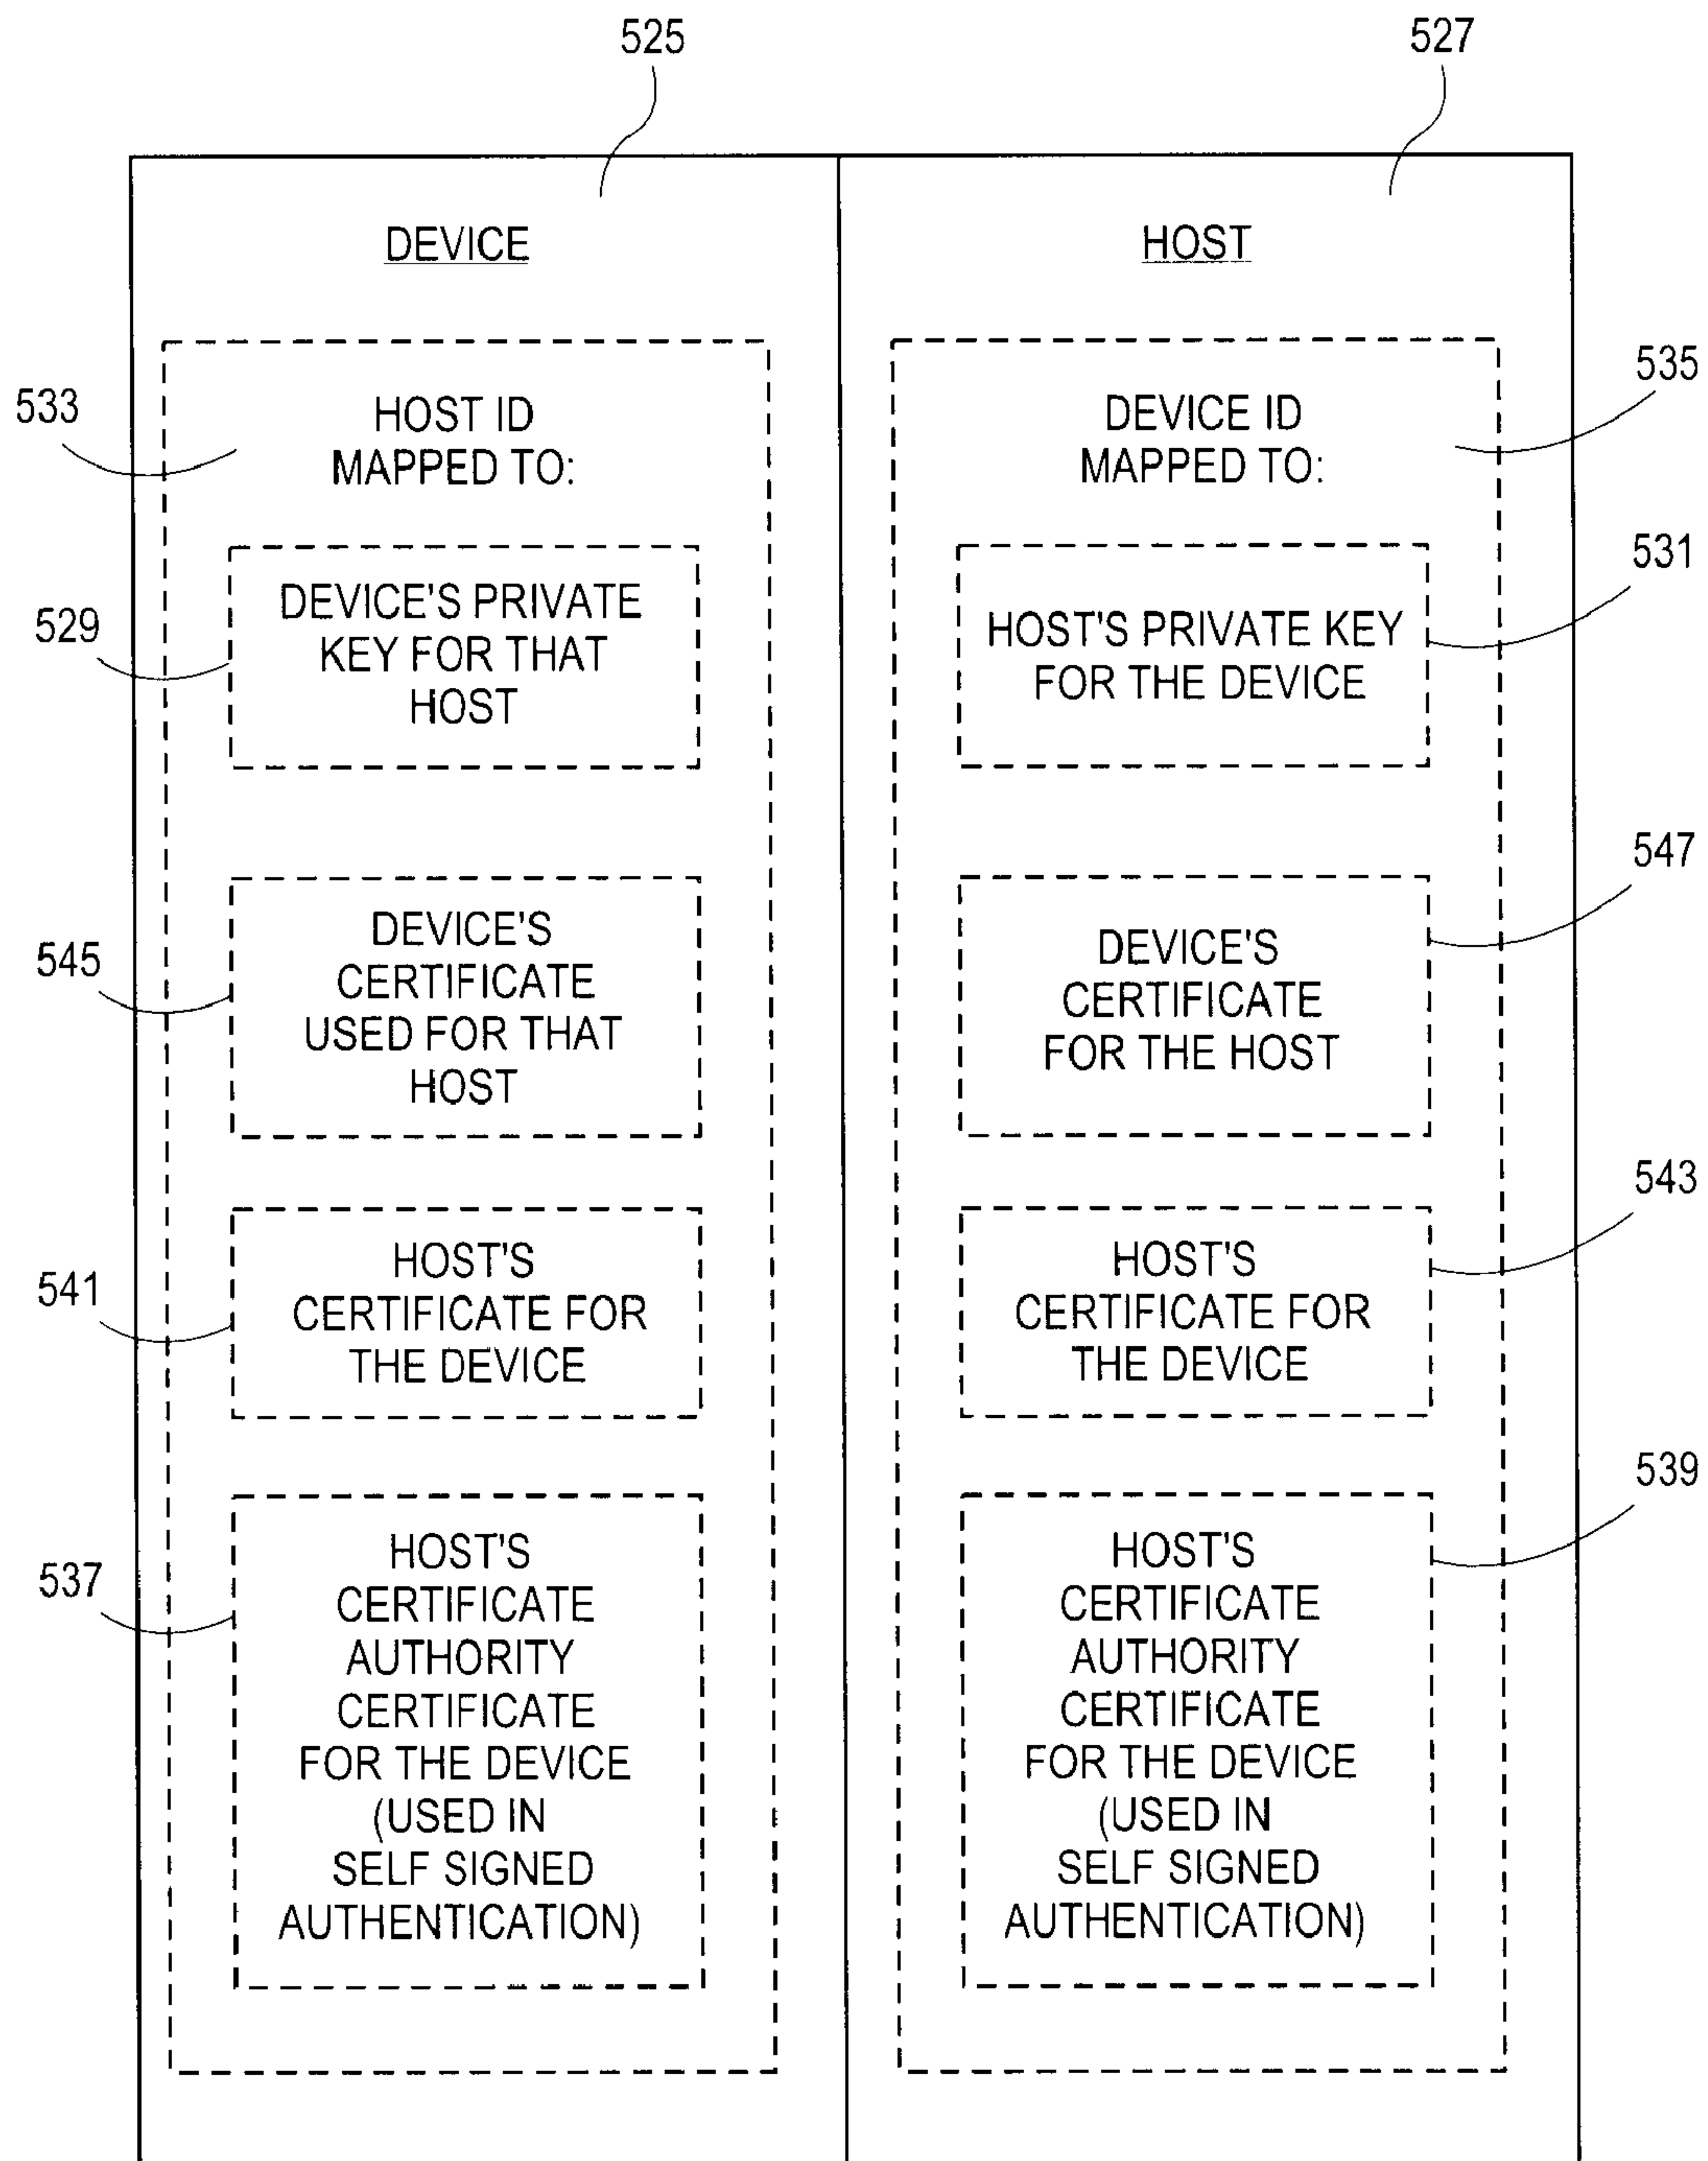 525
527
DEVICE
HOST
533
HOST ID
MAPPED TO:
529
DEVICE'S PRIVATE
KEY FOR THAT
HOST
545
DEVICE'S
CERTIFICATE
USED FOR THAT
HOST
541
HOST'S
CERTIFICATE FOR
THE DEVICE
537
HOST'S
CERTIFICATE
AUTHORITY
CERTIFICATE
FOR THE DEVICE
(USED IN
SELF SIGNED
AUTHENTICATION)
535
DEVICE ID
MAPPED TO:
531
HOST'S PRIVATE KEY
FOR THE DEVICE
547
DEVICE'S
CERTIFICATE
FOR THE HOST
543
HOST'S
CERTIFICATE FOR
THE DEVICE
539
HOST'S
CERTIFICATE
AUTHORITY
CERTIFICATE
FOR THE DEVICE
(USED IN
SELF SIGNED
AUTHENTICATION)